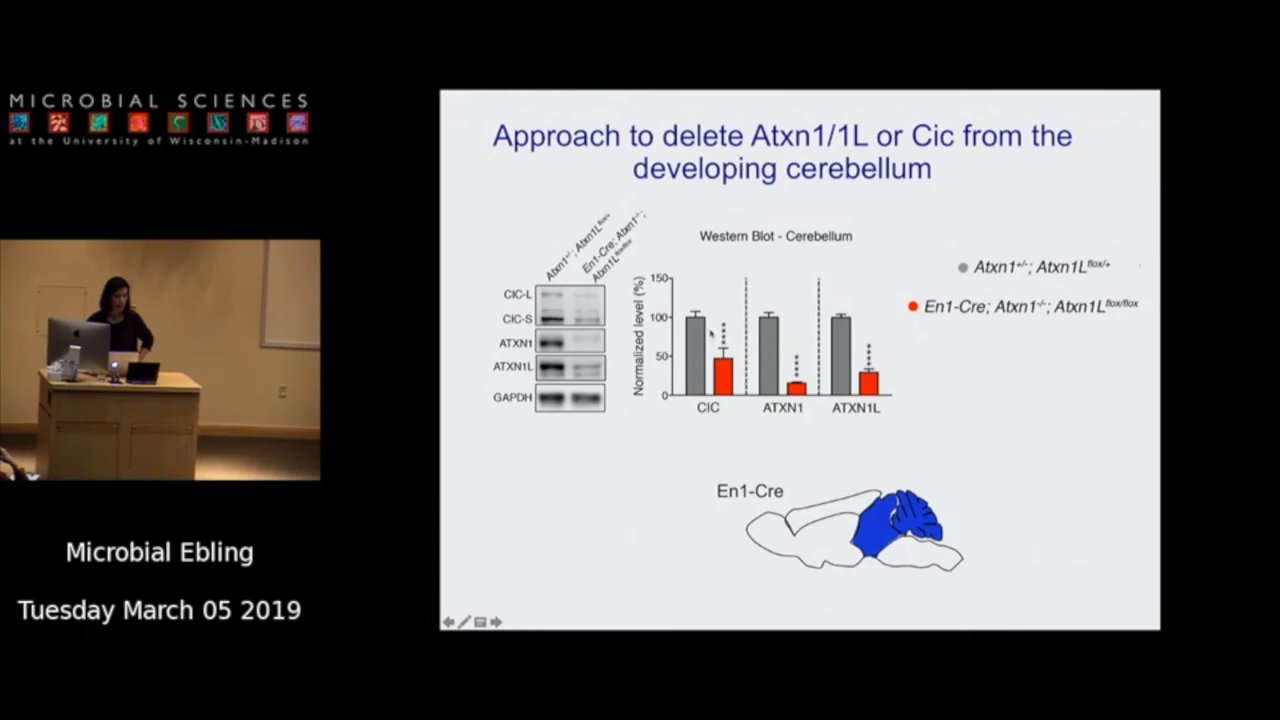 MICROBIAL SCIENCES
at the University of Wisconsin-Madison
Microbial Ebling
Tuesday March 05 2019
Approach to delete Atxn1/1L or Cic from the
developing cerebellum
Atxn1+/-; Atxn1Lflox/+
En1-Cre; Atxn1-/-;
Atxn1Lflox/flox
CIC-L
CIC-S
ATXN1
ATXN1L
GAPDH
Western Blot - Cerebellum
Normalized level (%)
150
100
50
0
****
****
****
CIC
ATXN1
ATXN1L
Atxn1+/-; Atxn1Lflox/+
En1-Cre; Atxn1-/-; Atxn1Lflox/flox
En1-Cre